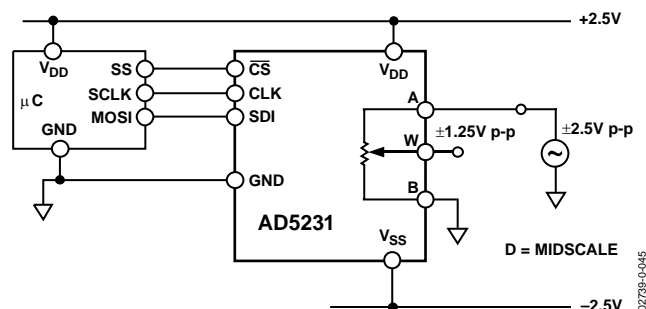 +2.5V
VDD
μC
SS
SCLK
MOSI
GND
CS
CLK
SDI
GND
AD5231
VDD
A
W
B
VSS
±1.25V p-p
±2.5V p-p
D = MIDSCALE
–2.5V
02739-0-045